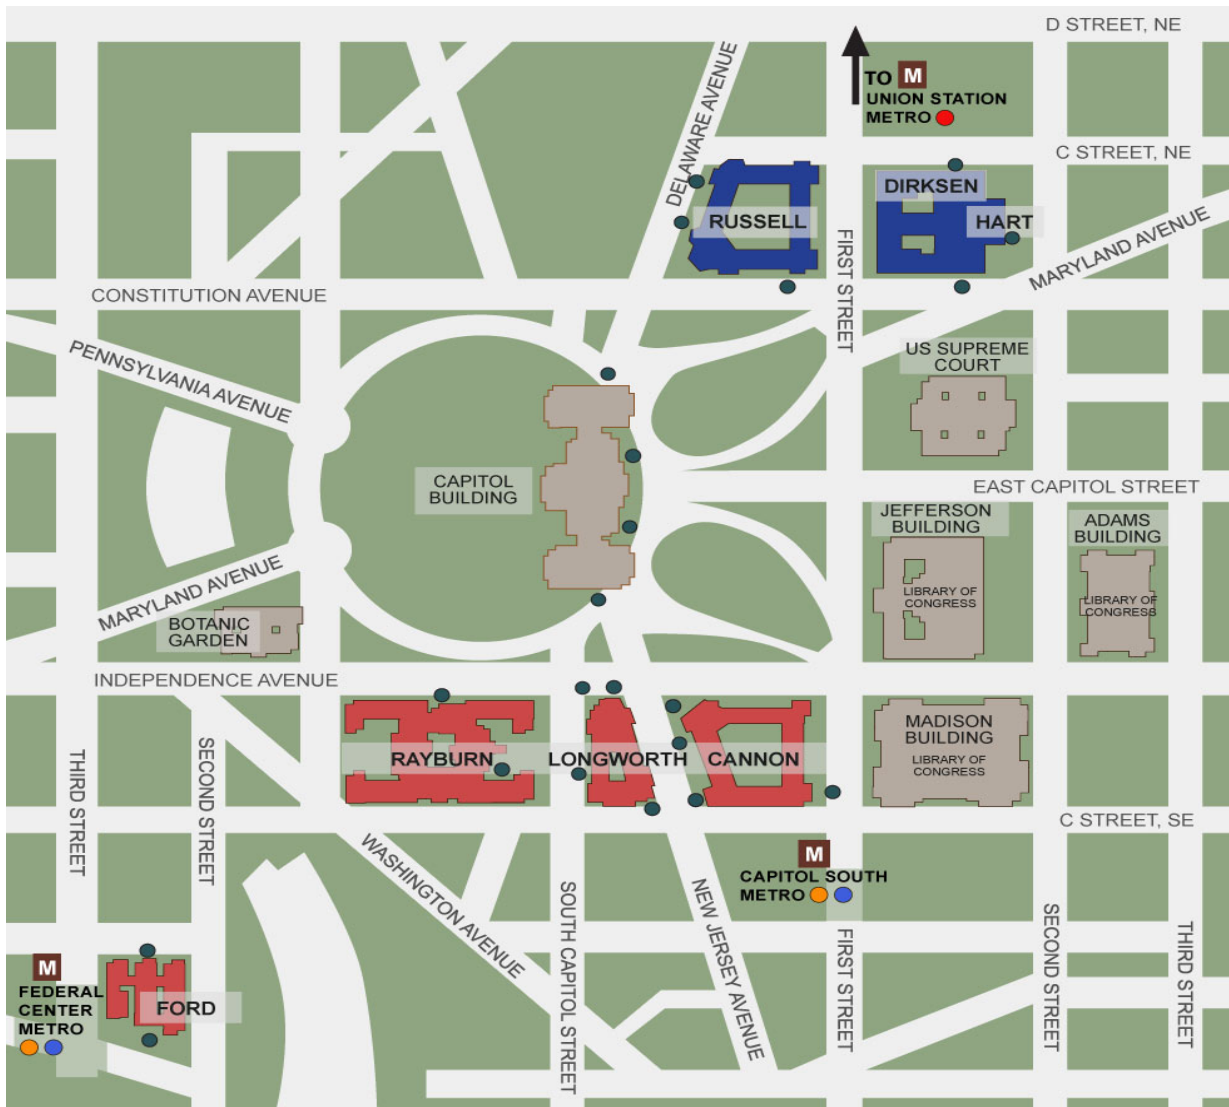 D STREET, NE
TO M
UNION STATION
METRO
DELAWARE AVENUE
C STREET, NE
DIRKSEN
RUSSELL
HART
MARYLAND AVENUE
FIRST STREET
CONSTITUTION AVENUE
PENNSYLVANIA AVENUE
US SUPREME
COURT
CAPITOL
BUILDING
EAST CAPITOL STREET
JEFFERSON
BUILDING
LIBRARY OF
CONGRESS
ADAMS
BUILDING
LIBRARY OF
CONGRESS
MARYLAND AVENUE
BOTANIC
GARDEN
INDEPENDENCE AVENUE
MADISON
BUILDING
LIBRARY OF
CONGRESS
RAYBURN
LONGWORTH
CANNON
THIRD STREET
SECOND STREET
C STREET, SE
WASHINGTON AVENUE
M
CAPITOL SOUTH
METRO
SOUTH CAPITOL STREET
NEW JERSEY AVENUE
FIRST STREET
SECOND STREET
THIRD STREET
M
FEDERAL
CENTER
METRO
FORD